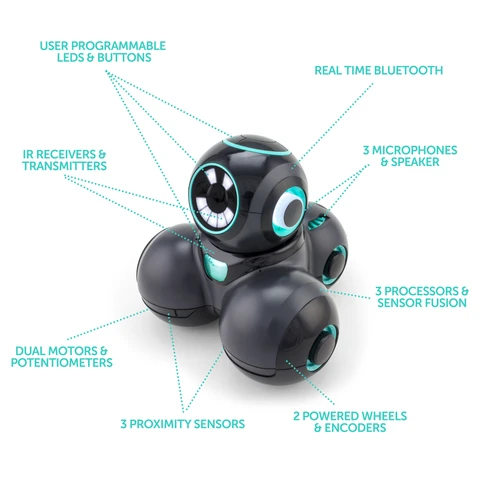 USER PROGRAMMABLE
LEDS & BUTTONS
REAL TIME BLUETOOTH
IR RECEIVERS &
TRANSMITTERS
3 MICROPHONES
& SPEAKER
3 PROCESSORS &
SENSOR FUSION
DUAL MOTORS &
POTENTIOMETERS
3 PROXIMITY SENSORS
2 POWERED WHEELS
& ENCODERS